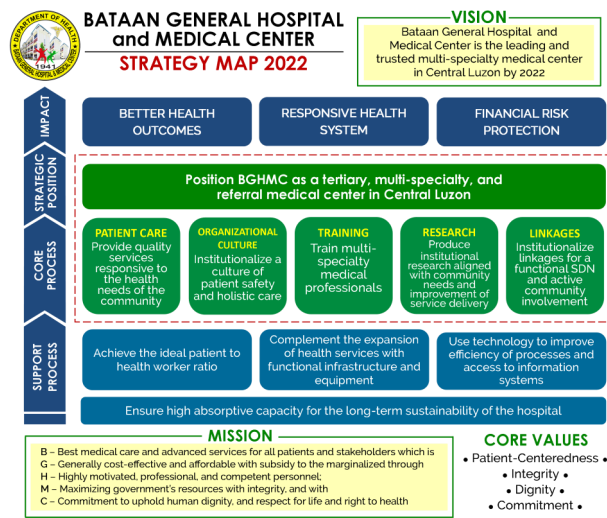 DEPARTMENT OF HEALTH
BATAAN GENERAL HOSPITAL & MEDICAL CENTER
1941
BATAAN GENERAL HOSPITAL
and MEDICAL CENTER
STRATEGY MAP 2022
VISION
Bataan General Hospital and
Medical Center is the leading and
trusted multi-specialty medical center
in Central Luzon by 2022
IMPACT
BETTER HEALTH
OUTCOMES
RESPONSIVE HEALTH
SYSTEM
FINANCIAL RISK
PROTECTION
STRATEGIC
POSITION
Position BGHMC as a tertiary, multi-specialty, and
referral medical center in Central Luzon
CORE
PROCESS
PATIENT CARE
Provide quality
services
responsive to
the health
needs of the
community
ORGANIZATIONAL
CULTURE
Institutionalize a
culture of
patient safety
and holistic care
TRAINING
Train multi-
specialty
medical
professionals
RESEARCH
Produce
institutional
research aligned
with community
needs and
improvement of
service delivery
LINKAGES
Institutionalize
linkages for a
functional SDN
and active
community
involvement
SUPPORT
PROCESS
Achieve the ideal patient to
health worker ratio
Complement the expansion
of health services with
functional infrastructure and
equipment
Use technology to improve
efficiency of processes and
access to information
systems
Ensure high absorptive capacity for the long-term sustainability of the hospital
MISSION
B – Best medical care and advanced services for all patients and stakeholders which is
G – Generally cost-effective and affordable with subsidy to the marginalized through
H – Highly motivated, professional, and competent personnel;
M – Maximizing government's resources with integrity, and with
C – Commitment to uphold human dignity, and respect for life and right to health
CORE VALUES
• Patient-Centeredness •
• Integrity •
• Dignity •
• Commitment •